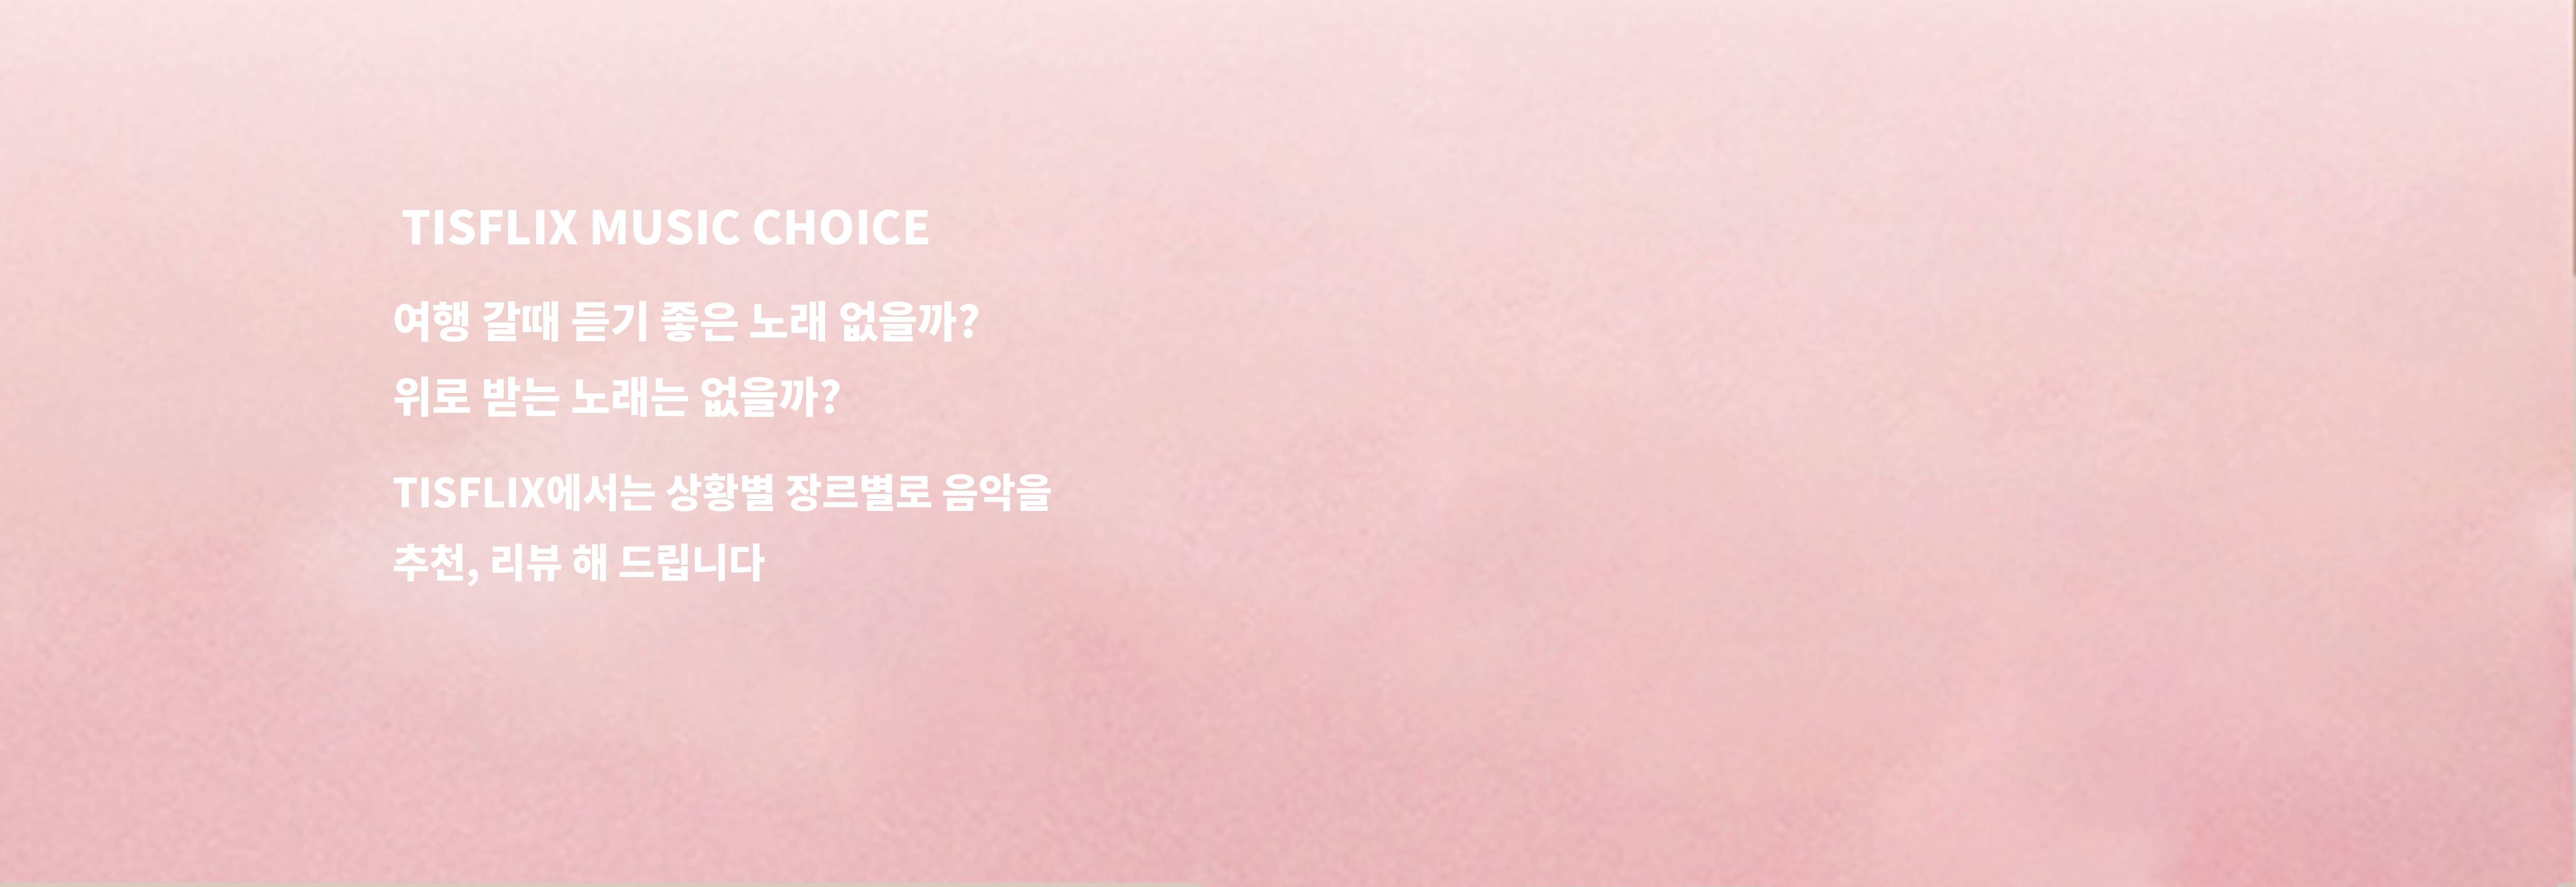 TISFLIX MUSIC CHOICE
여행 갈때 듣기 좋은 노래 없을까?
위로 받는 노래는 없을까?
TISFLIX에서는 상황별 장르별로 음악을
추천, 리뷰 해 드립니다